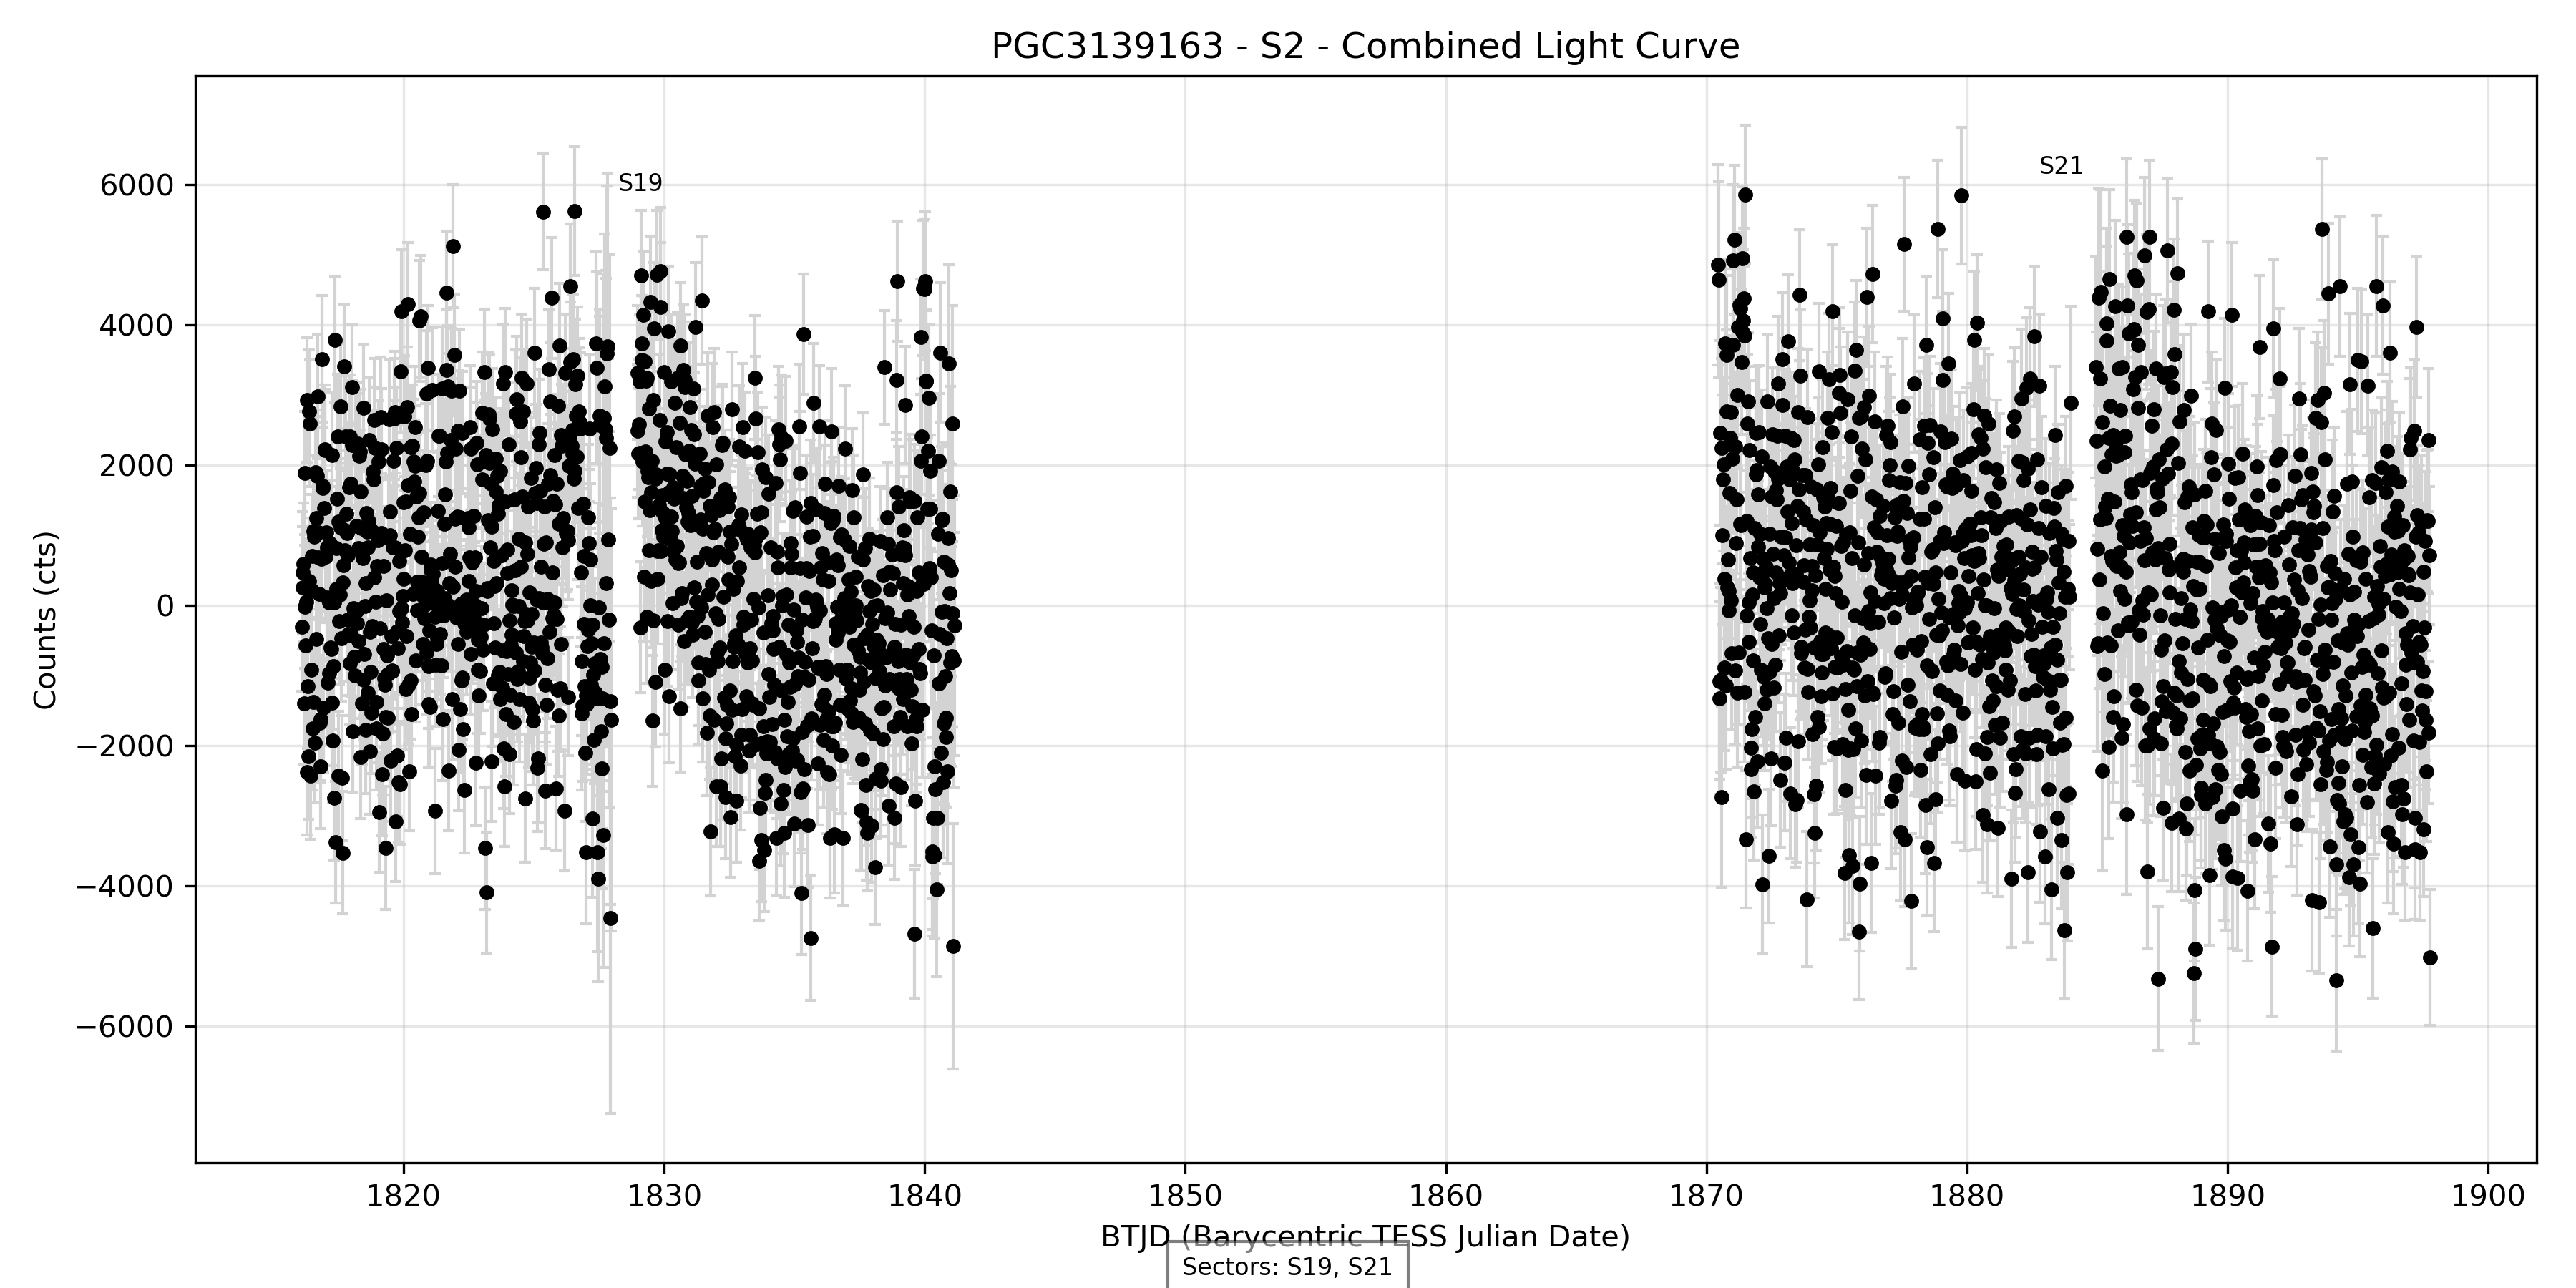 PGC3139163 - S2 - Combined Light Curve
S19
S21
6000
4000
2000
0
−2000
−4000
−6000
Counts (cts)
1820 1830 1840 1850 1860 1870 1880 1890 1900
BTJD (Barycentric TESS Julian Date)
Sectors: S19, S21